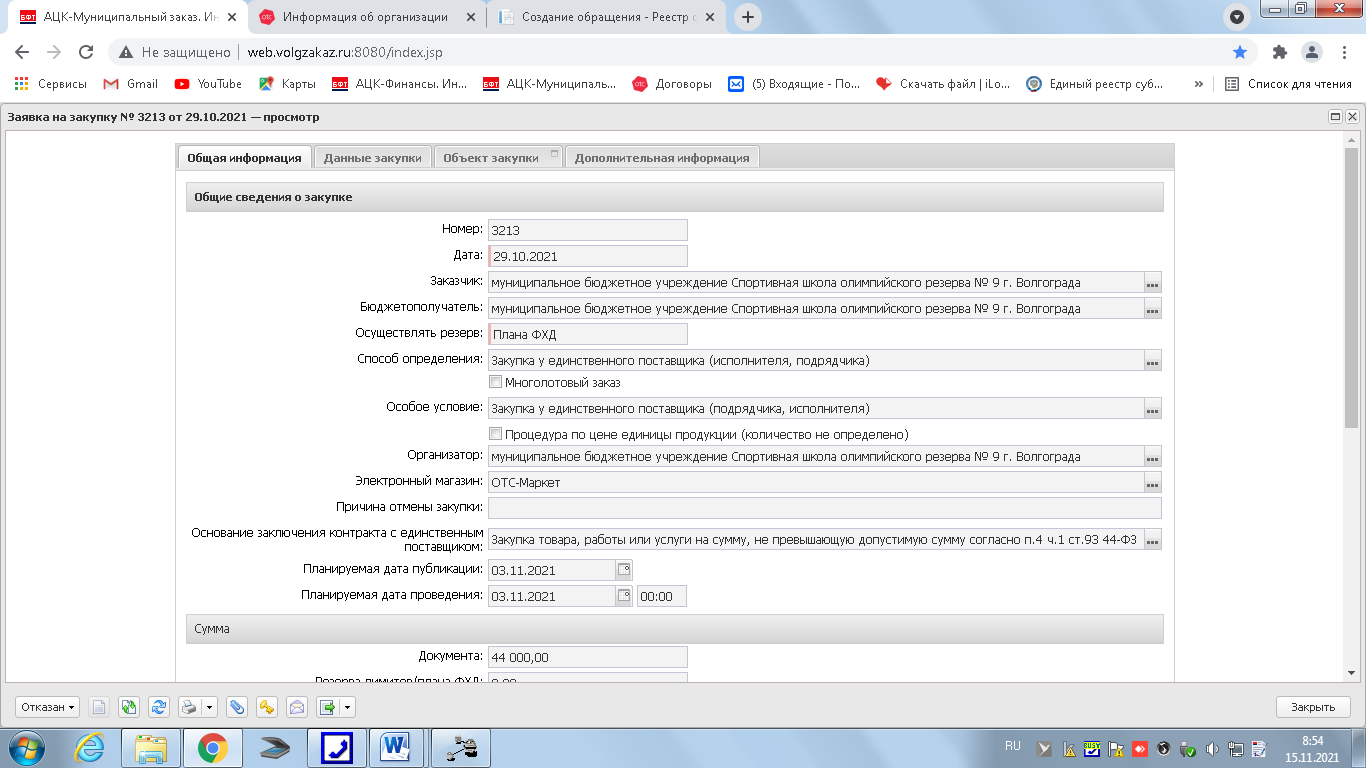 АЦК-Муниципальный заказ. Ин
Информация об организации
Создание обращения - Реестр с
Не защищено | web.volgzakaz.ru:8080/index.jsp
Сервисы Gmail YouTube Карты АЦК-Финансы. Ин... АЦК-Муниципаль... Договоры (5) Входящие - По... Скачать файл | iLo... Единый реестр суб... » Список для чтения
Заявка на закупку № 3213 от 29.10.2021 — просмотр
Общая информация Данные закупки Объект закупки Дополнительная информация
Общие сведения о закупке
Номер: 3213
Дата: 29.10.2021
Заказчик: муниципальное бюджетное учреждение Спортивная школа олимпийского резерва № 9 г. Волгограда
Бюджетополучатель: муниципальное бюджетное учреждение Спортивная школа олимпийского резерва № 9 г. Волгограда
Осуществлять резерв: Плана ФХД
Способ определения: Закупка у единственного поставщика (исполнителя, подрядчика)
Многолотовый заказ
Особое условие: Закупка у единственного поставщика (подрядчика, исполнителя)
Процедура по цене единицы продукции (количество не определено)
Организатор: муниципальное бюджетное учреждение Спортивная школа олимпийского резерва № 9 г. Волгограда
Электронный магазин: ОТС-Маркет
Причина отмены закупки:
Основание заключения контракта с единственным
поставщиком: Закупка товара, работы или услуги на сумму, не превышающую допустимую сумму согласно п.4 ч.1 ст.93 44-ФЗ
Планируемая дата публикации: 03.11.2021
Планируемая дата проведения: 03.11.2021 00:00
Сумма
Документа: 44 000,00
Резерва лимитов(плана ФХД: 0,00
Отказан Закрыть
RU 8:54
15.11.2021